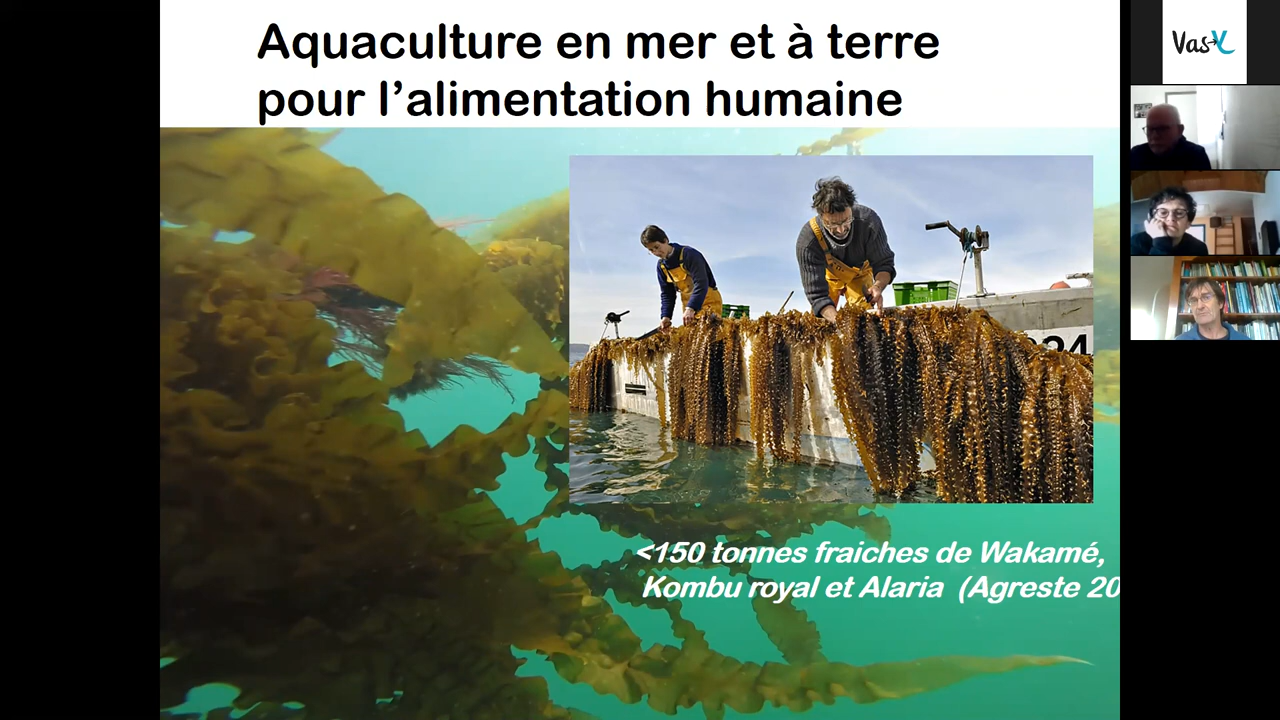 Aquaculture en mer et à terre
pour l’alimentation humaine
Vas
24
<150 tonnes fraiches de Wakamé,
Kombu royal et Alaria (Agreste 20